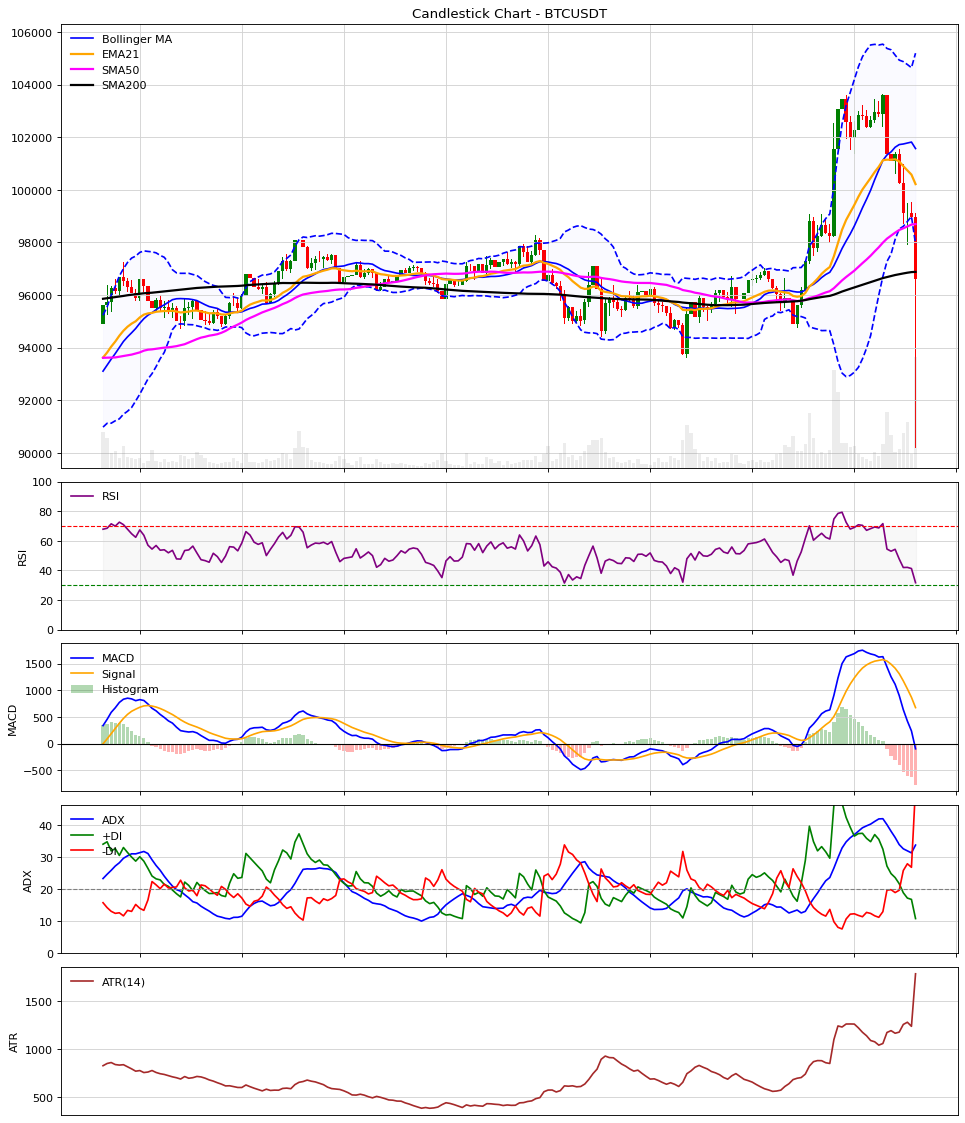 Candlestick Chart - BTCUSDT
106000
104000
102000
100000
98000
96000
94000
92000
90000
Bollinger MA
EMA21
SMA50
SMA200
100
80
60
40
20
0
RSI
RSI
1500
1000
500
0
−500
MACD
MACD
Signal
Histogram
40
30
20
10
0
ADX
ADX
+DI
-DI
1500
1000
500
ATR
ATR(14)